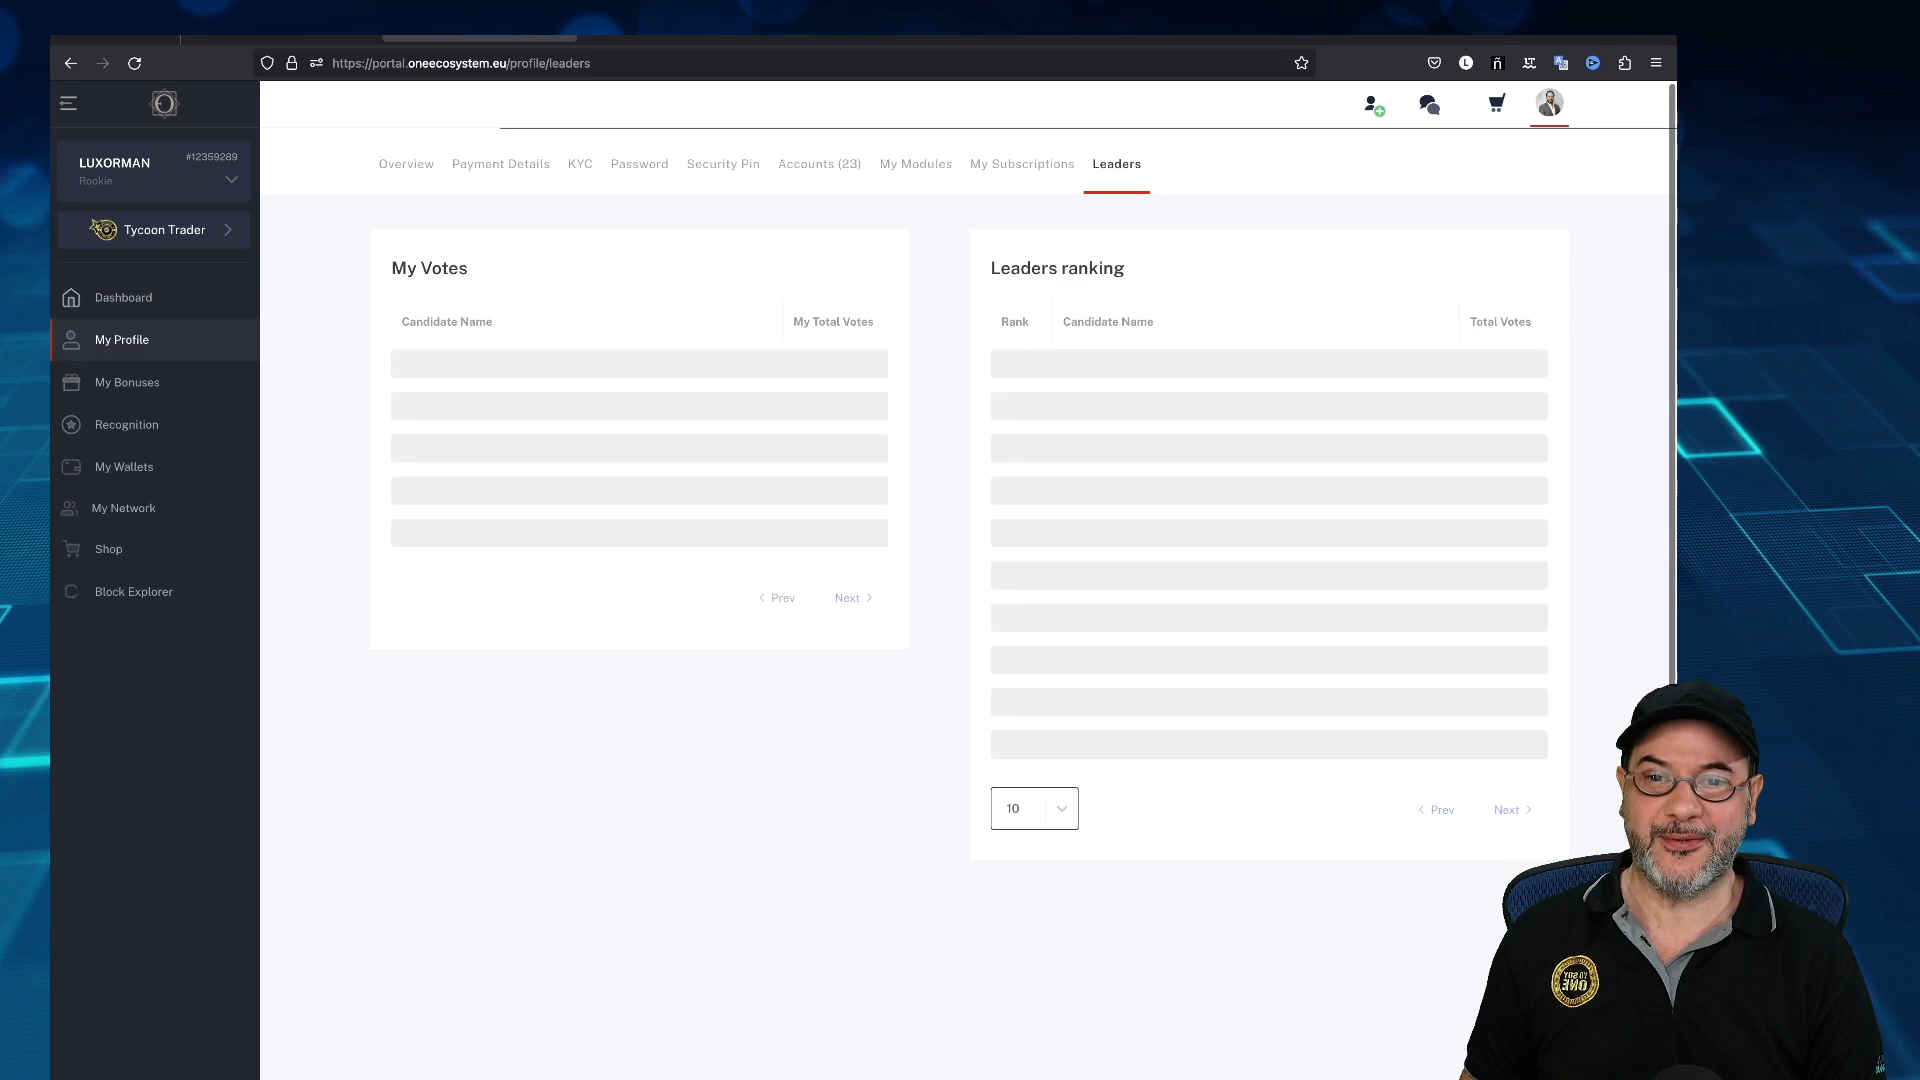 https://portal.oneecosystem.eu/profile/leaders
LUXORMAN
#12359289
Rookie
Tycoon Trader
Dashboard
My Profile
My Bonuses
Recognition
My Wallets
My Network
Shop
Block Explorer
Overview
Payment Details
KYC
Password
Security Pin
Accounts (23)
My Modules
My Subscriptions
Leaders
My Votes
Candidate Name
My Total Votes
Prev
Next
Leaders ranking
Rank
Candidate Name
Total Votes
10
Prev
Next
YO SOY
ONE